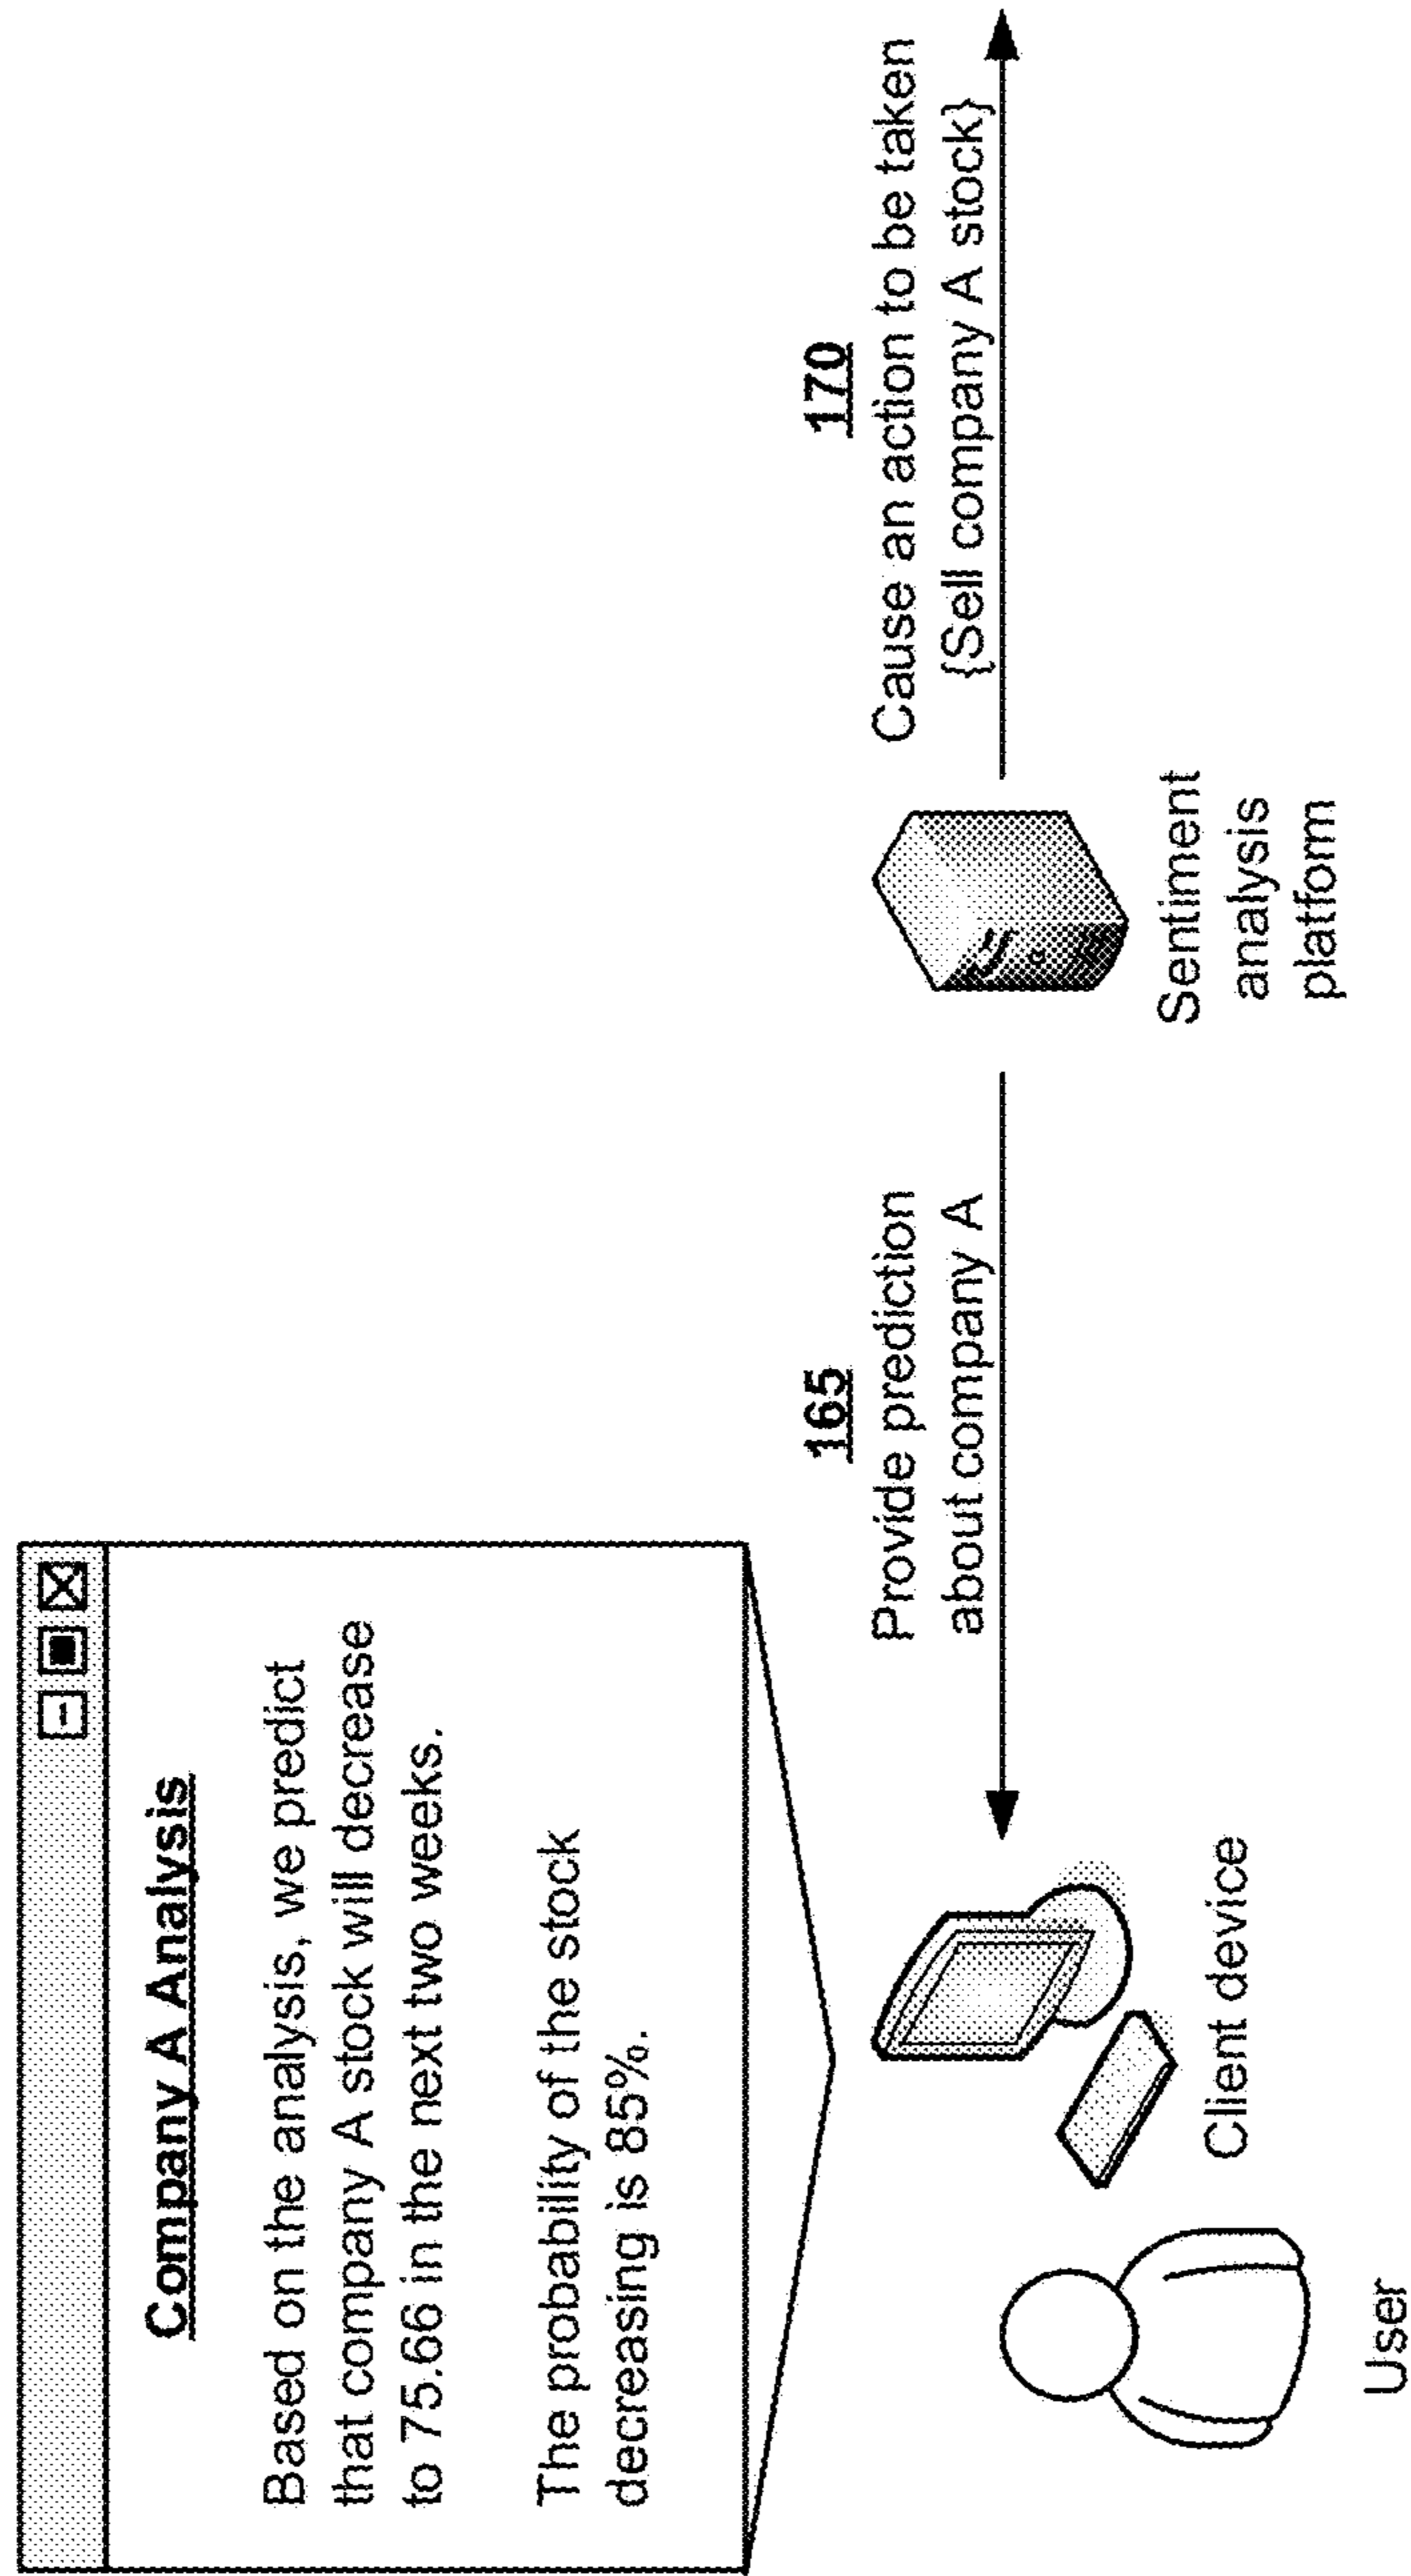 Company A Analysis
Based on the analysis, we predict
that company A stock will decrease
to 75.66 in the next two weeks.
The probability of the stock
decreasing is 85%.
165
Provide prediction
about company A
170
Cause an action to be taken
{Sell company A stock}
User
Client device
Sentiment
analysis
platform